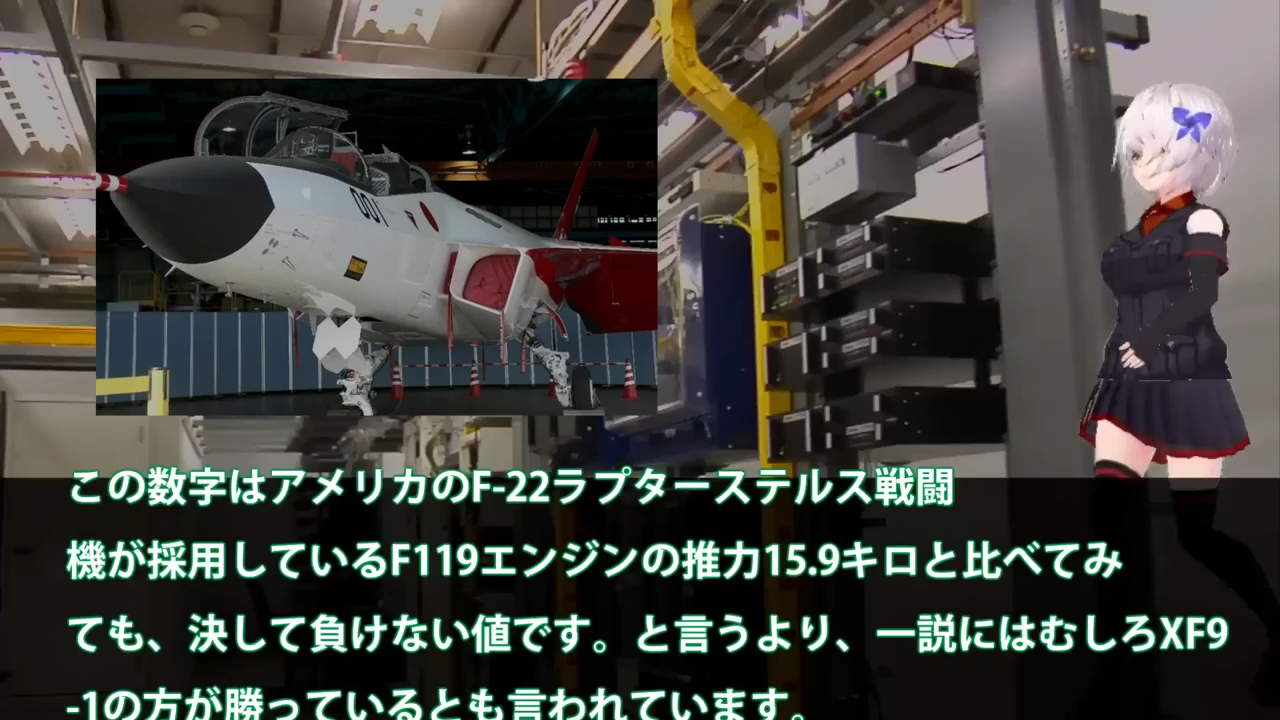 001
この数字はアメリカのF-22ラプターステルス戦闘
機が採用しているF119エンジンの推力15.9キロと比べてみ
ても、決して負けない値です。と言うより、一説にはむしろXF9
-1の方が勝っているとも言われています。